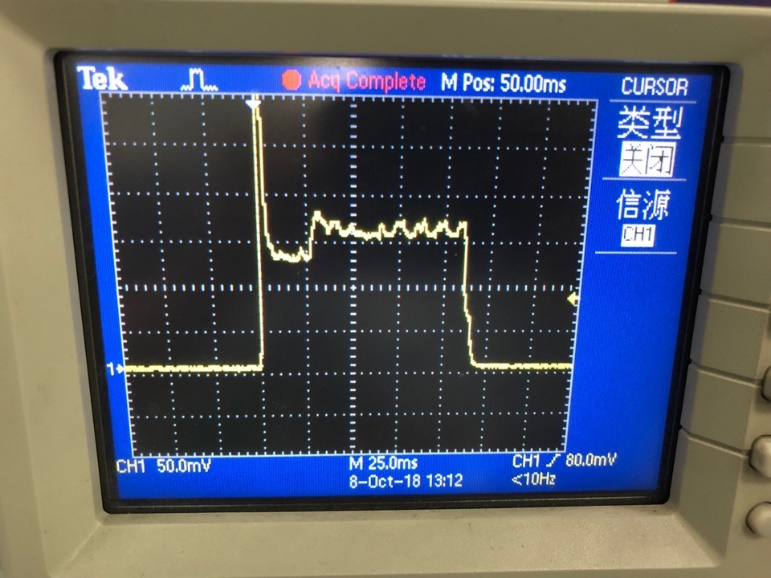 Tek Acq Complete M Pos: 50.00ms CURSOR
类型
关闭
信源
CH1
1
CH1 50.0mV M 25.0ms CH1 80.0mV
8-Oct-18 13:12 <10Hz